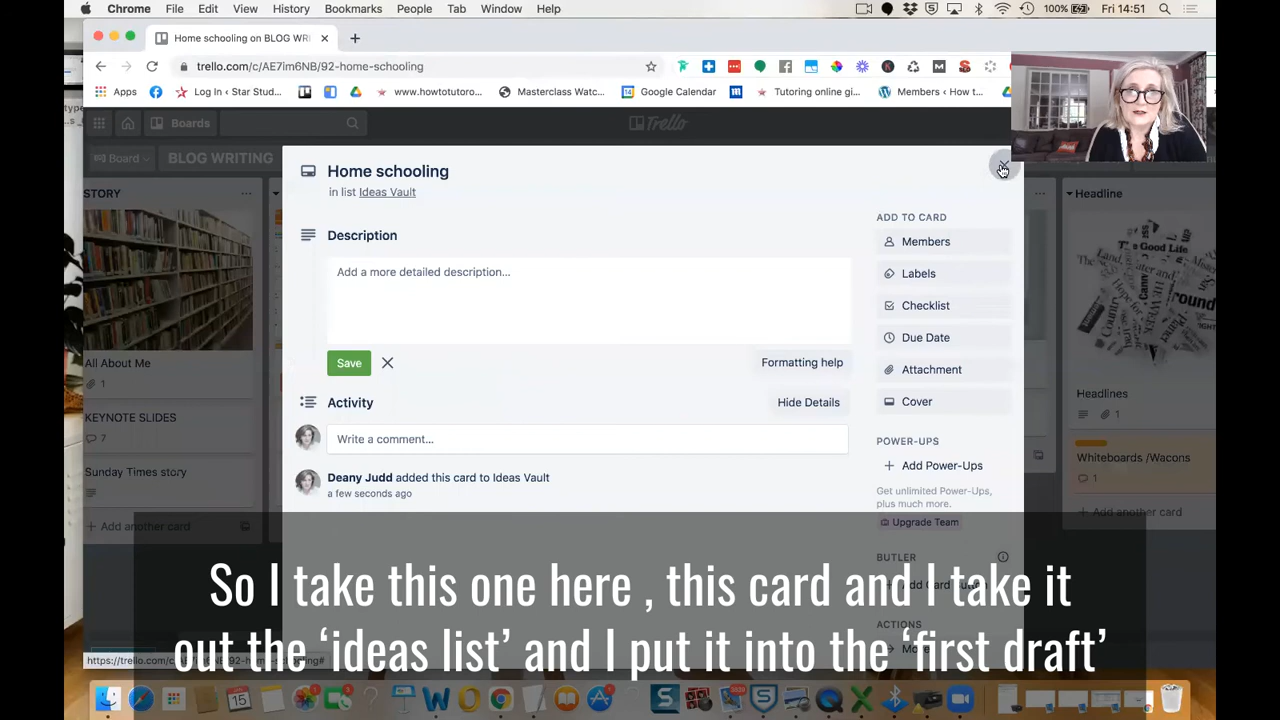 Chrome File Edit View History Bookmarks People Tab Window Help 100% Fri 14:51
Home schooling on BLOG WRI
trello.com/c/AE7im6NB/92-home-schooling
Apps Log In ‹ Star Stud... www.howtotutoro... Masterclass Watc... Google Calendar Tutoring online gi... Members ‹ How t...
Boards Trello
Board BLOG WRITING
Home schooling
in list Ideas Vault
STORY
Headline
ADD TO CARD
Description
Members
Add a more detailed description...
Labels
Checklist
Due Date
Save Formatting help
All About Me
1
Attachment
Headlines
1
Activity Hide Details
Cover
KEYNOTE SLIDES
7
Write a comment...
POWER-UPS
Whiteboards /Wacons
1
Add Power-Ups
Sunday Times story
Deany Judd added this card to Ideas Vault
a few seconds ago
Get unlimited Power-Ups,
plus much more.
Upgrade Team
+ Add another card
+ Add another card
BUTLER
ACTIONS
So I take this one here , this card and I take it
out the ‘ideas list’ and I put it into the ‘first draft’
https://trello.com/c/AE7im6NB/92-home-schooling#